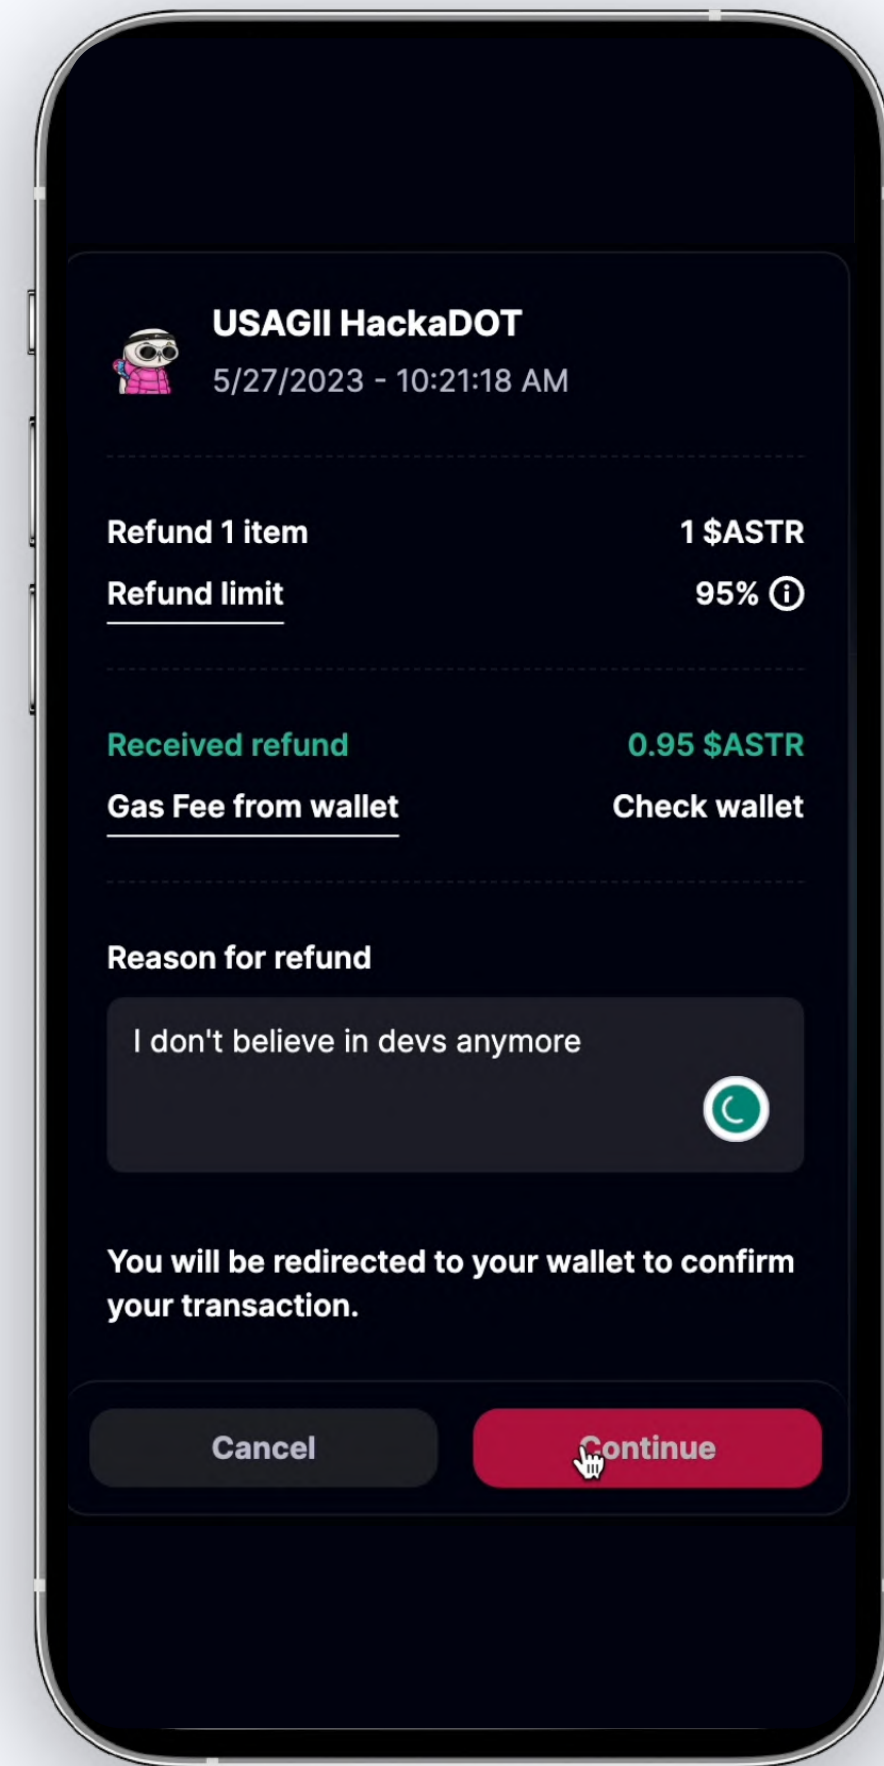 USAGII HackaDOT
5/27/2023 - 10:21:18 AM
Refund 1 item 1 $ASTR
Refund limit 95%
Received refund 0.95 $ASTR
Gas Fee from wallet Check wallet
Reason for refund
I don't believe in devs anymore
You will be redirected to your wallet to confirm
your transaction.
Cancel Continue